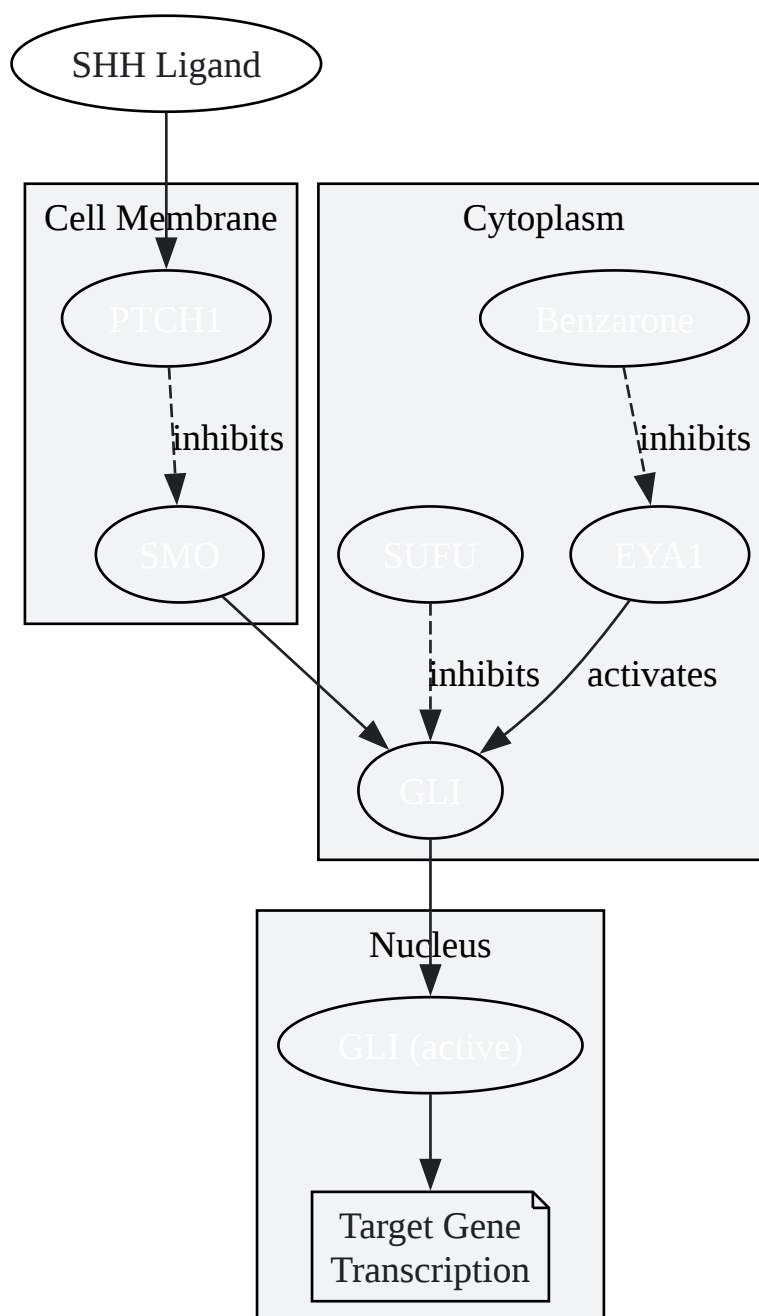 SHH Ligand
Cell Membrane
Cytoplasm
PTCH1
Benzarone
inhibits
inhibits
SMO
SUFU
EYA1
inhibits
activates
GLI
Nucleus
GLI (active)
Target Gene
Transcription